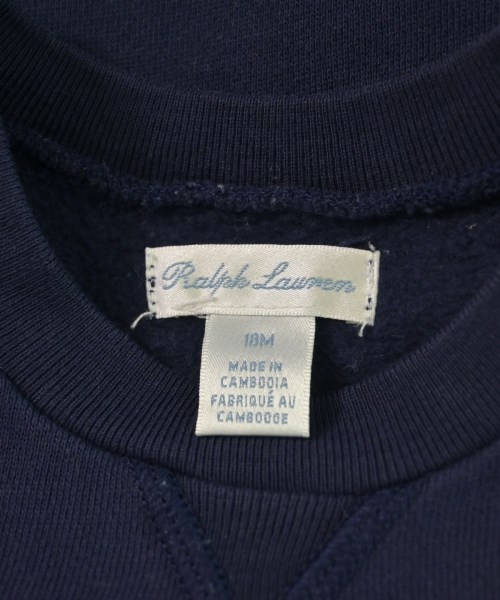 Ralph Lauren
18M
MADE IN
CAMBODIA
FABRIQUÉ AU
CAMBODGE